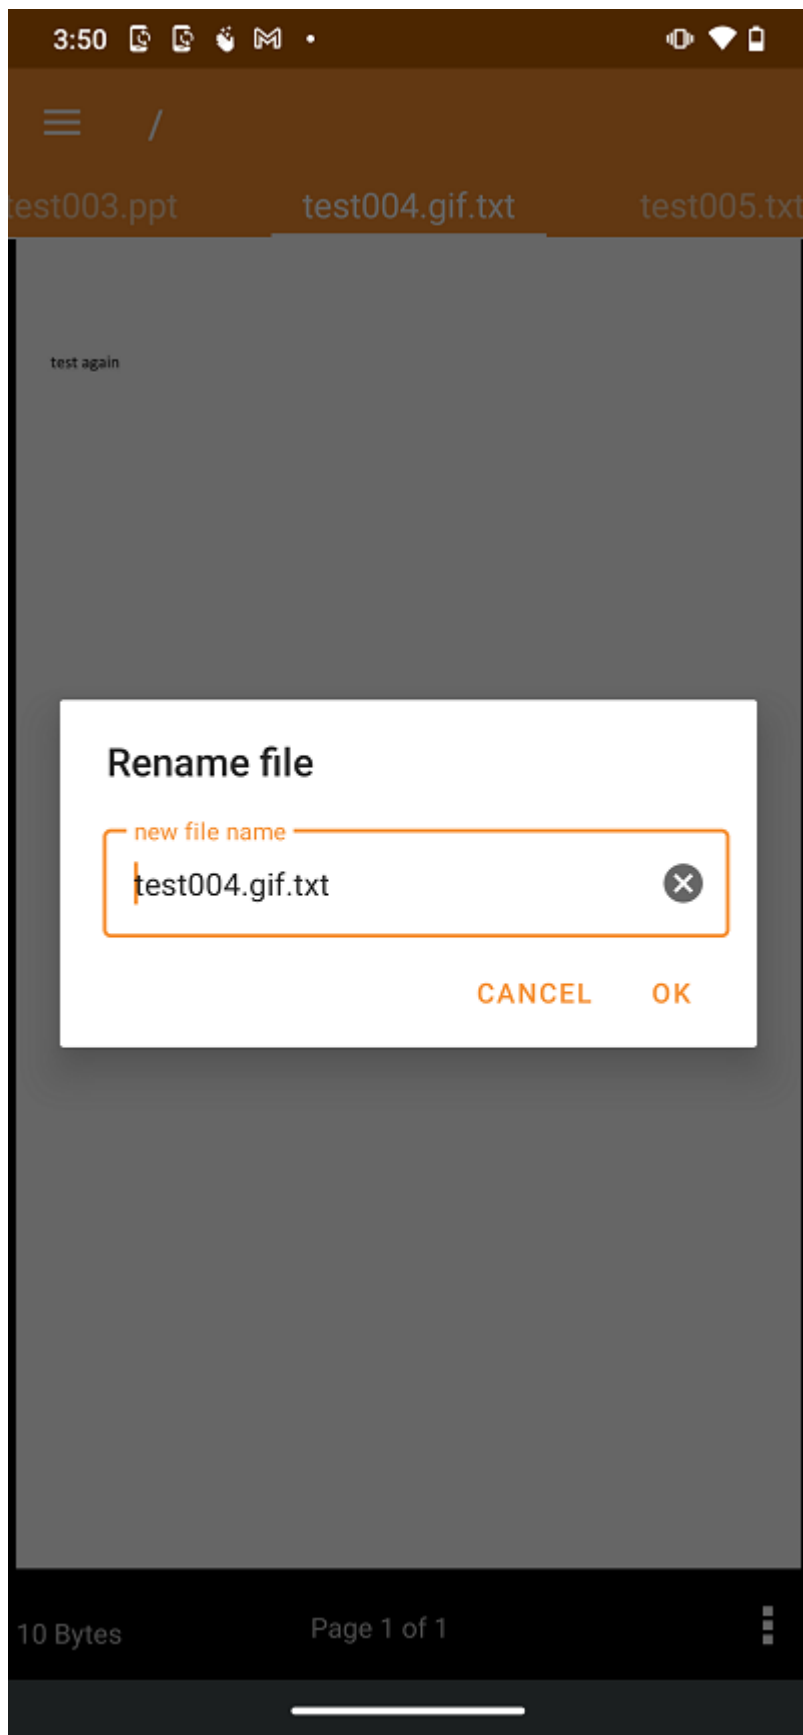 3:50
/
test003.ppt
test004.gif.txt
test005.txt
test again
Rename file
new file name
test004.gif.txt
CANCEL
OK
10 Bytes
Page 1 of 1